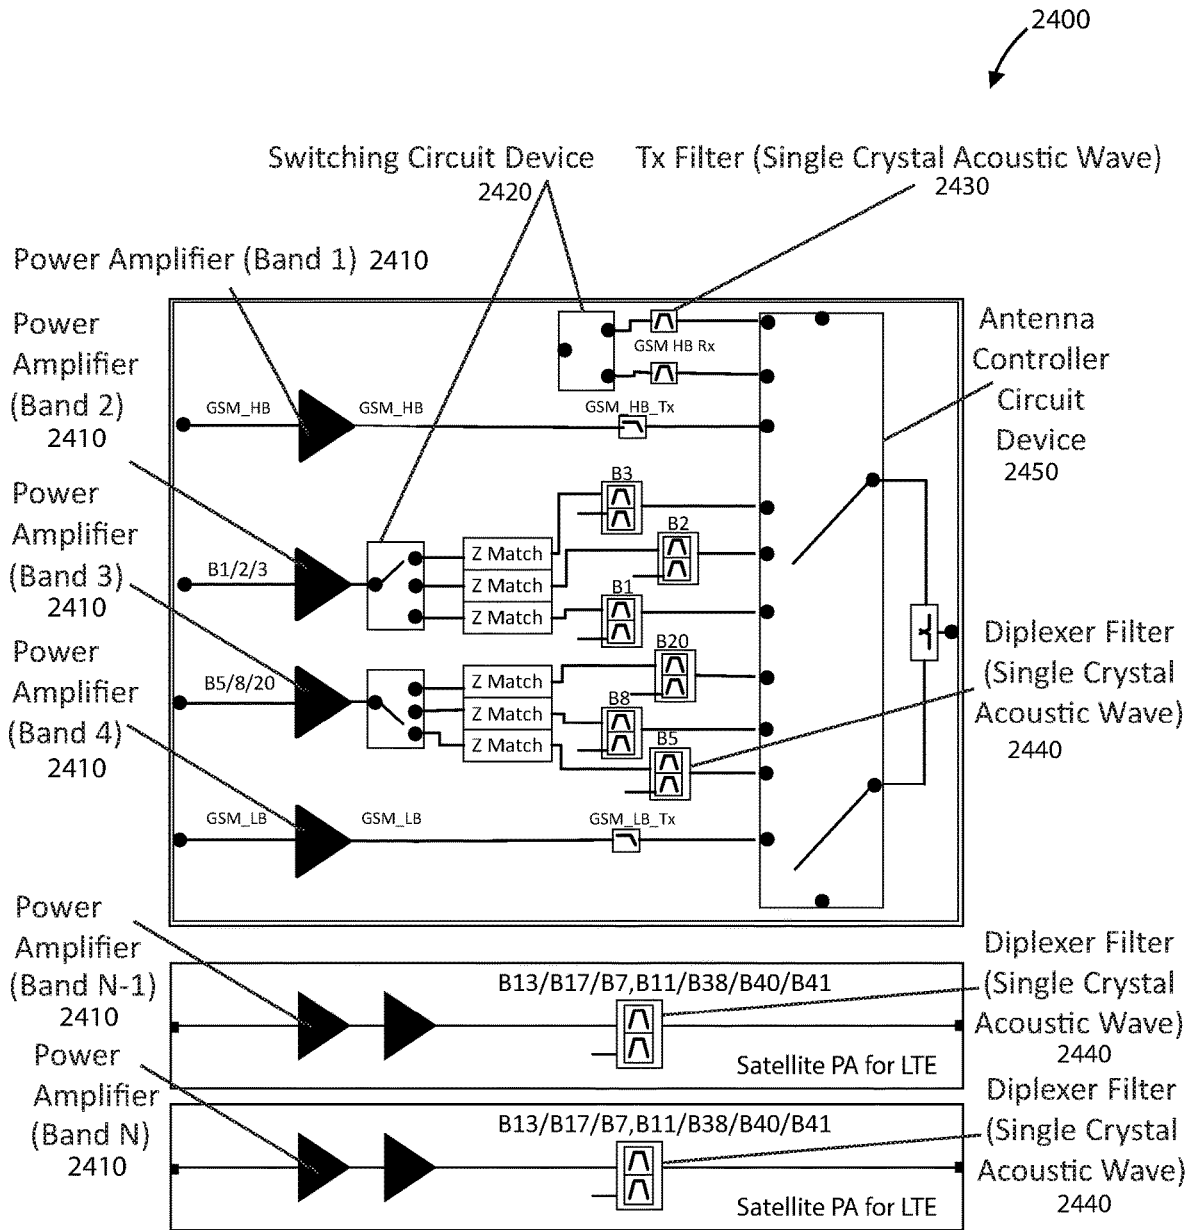 2400
Switching Circuit Device
2420
Tx Filter (Single Crystal Acoustic Wave)
2430
Power Amplifier (Band 1) 2410
Power
Amplifier
(Band 2)
2410
Antenna
Controller
Circuit
Device
2450
GSM HB Rx
GSM_HB
GSM_HB
GSM_HB_Tx
Power
Amplifier
(Band 3)
2410
B3
B2
B1/2/3
Z Match
Z Match
Z Match
B1
Power
Amplifier
(Band 4)
2410
B20
B5/8/20
Z Match
Z Match
Z Match
B8
B5
Diplexer Filter
(Single Crystal
Acoustic Wave)
2440
GSM_LB
GSM_LB
GSM_LB_Tx
Power
Amplifier
(Band N-1)
2410
B13/B17/B7,B11/B38/B40/B41
Satellite PA for LTE
Diplexer Filter
(Single Crystal
Acoustic Wave)
2440
Power
Amplifier
(Band N)
2410
B13/B17/B7,B11/B38/B40/B41
Satellite PA for LTE
Diplexer Filter
(Single Crystal
Acoustic Wave)
2440